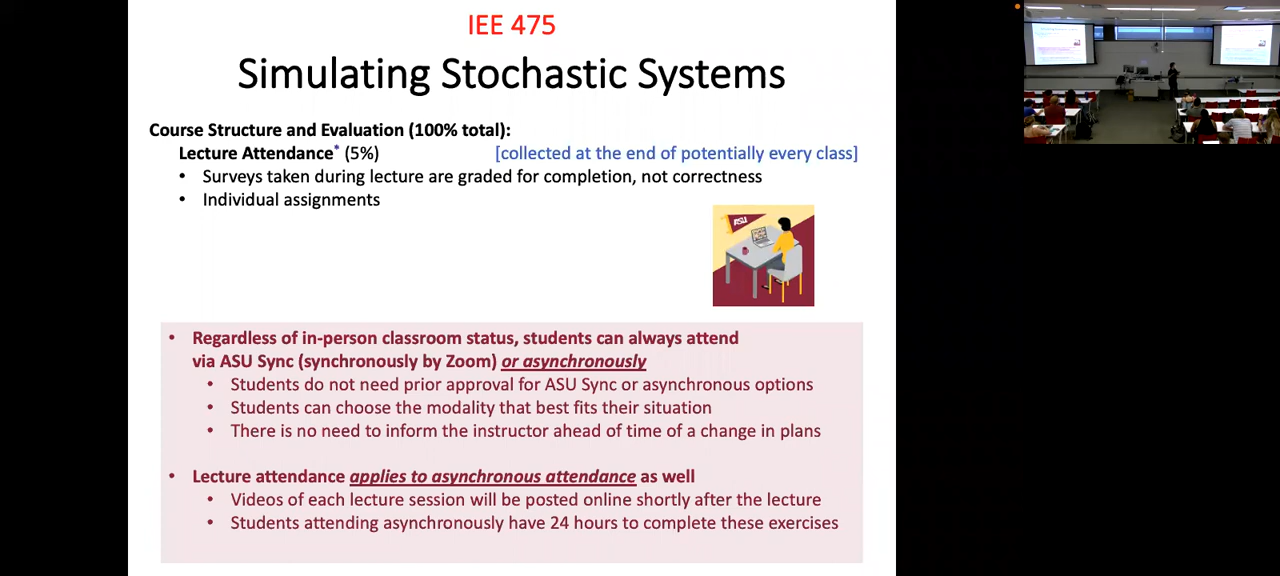 IEE 475
Simulating Stochastic Systems
Course Structure and Evaluation (100% total):
Lecture Attendance* (5%) [collected at the end of potentially every class]
• Surveys taken during lecture are graded for completion, not correctness
• Individual assignments
ASU
• Regardless of in-person classroom status, students can always attend
via ASU Sync (synchronously by Zoom) or asynchronously
• Students do not need prior approval for ASU Sync or asynchronous options
• Students can choose the modality that best fits their situation
• There is no need to inform the instructor ahead of time of a change in plans
• Lecture attendance applies to asynchronous attendance as well
• Videos of each lecture session will be posted online shortly after the lecture
• Students attending asynchronously have 24 hours to complete these exercises